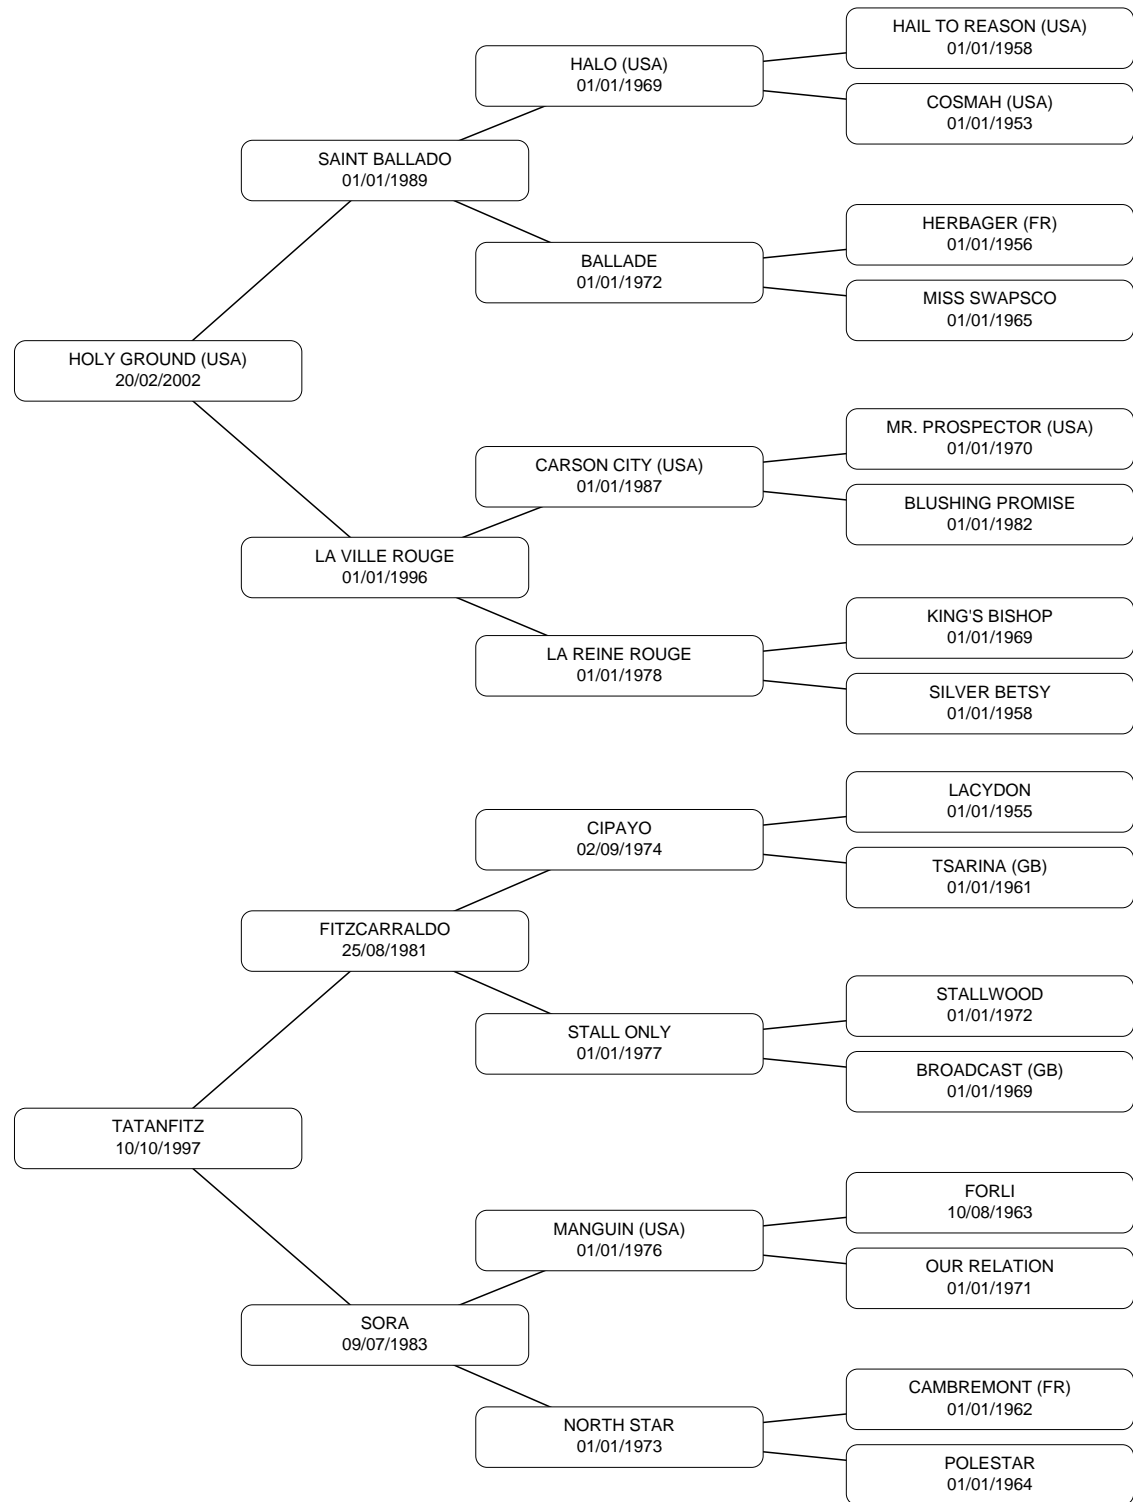 HAIL TO REASON (USA)
01/01/1958
HALO (USA)
01/01/1969
COSMAH (USA)
01/01/1953
SAINT BALLADO
01/01/1989
HERBAGER (FR)
01/01/1956
BALLADE
01/01/1972
MISS SWAPSCO
01/01/1965
HOLY GROUND (USA)
20/02/2002
MR. PROSPECTOR (USA)
01/01/1970
CARSON CITY (USA)
01/01/1987
BLUSHING PROMISE
01/01/1982
LA VILLE ROUGE
01/01/1996
KING'S BISHOP
01/01/1969
LA REINE ROUGE
01/01/1978
SILVER BETSY
01/01/1958
LACYDON
01/01/1955
CIPAYO
02/09/1974
TSARINA (GB)
01/01/1961
FITZCARRALDO
25/08/1981
STALLWOOD
01/01/1972
STALL ONLY
01/01/1977
BROADCAST (GB)
01/01/1969
TATANFITZ
10/10/1997
FORLI
10/08/1963
MANGUIN (USA)
01/01/1976
OUR RELATION
01/01/1971
SORA
09/07/1983
CAMBREMONT (FR)
01/01/1962
NORTH STAR
01/01/1973
POLESTAR
01/01/1964